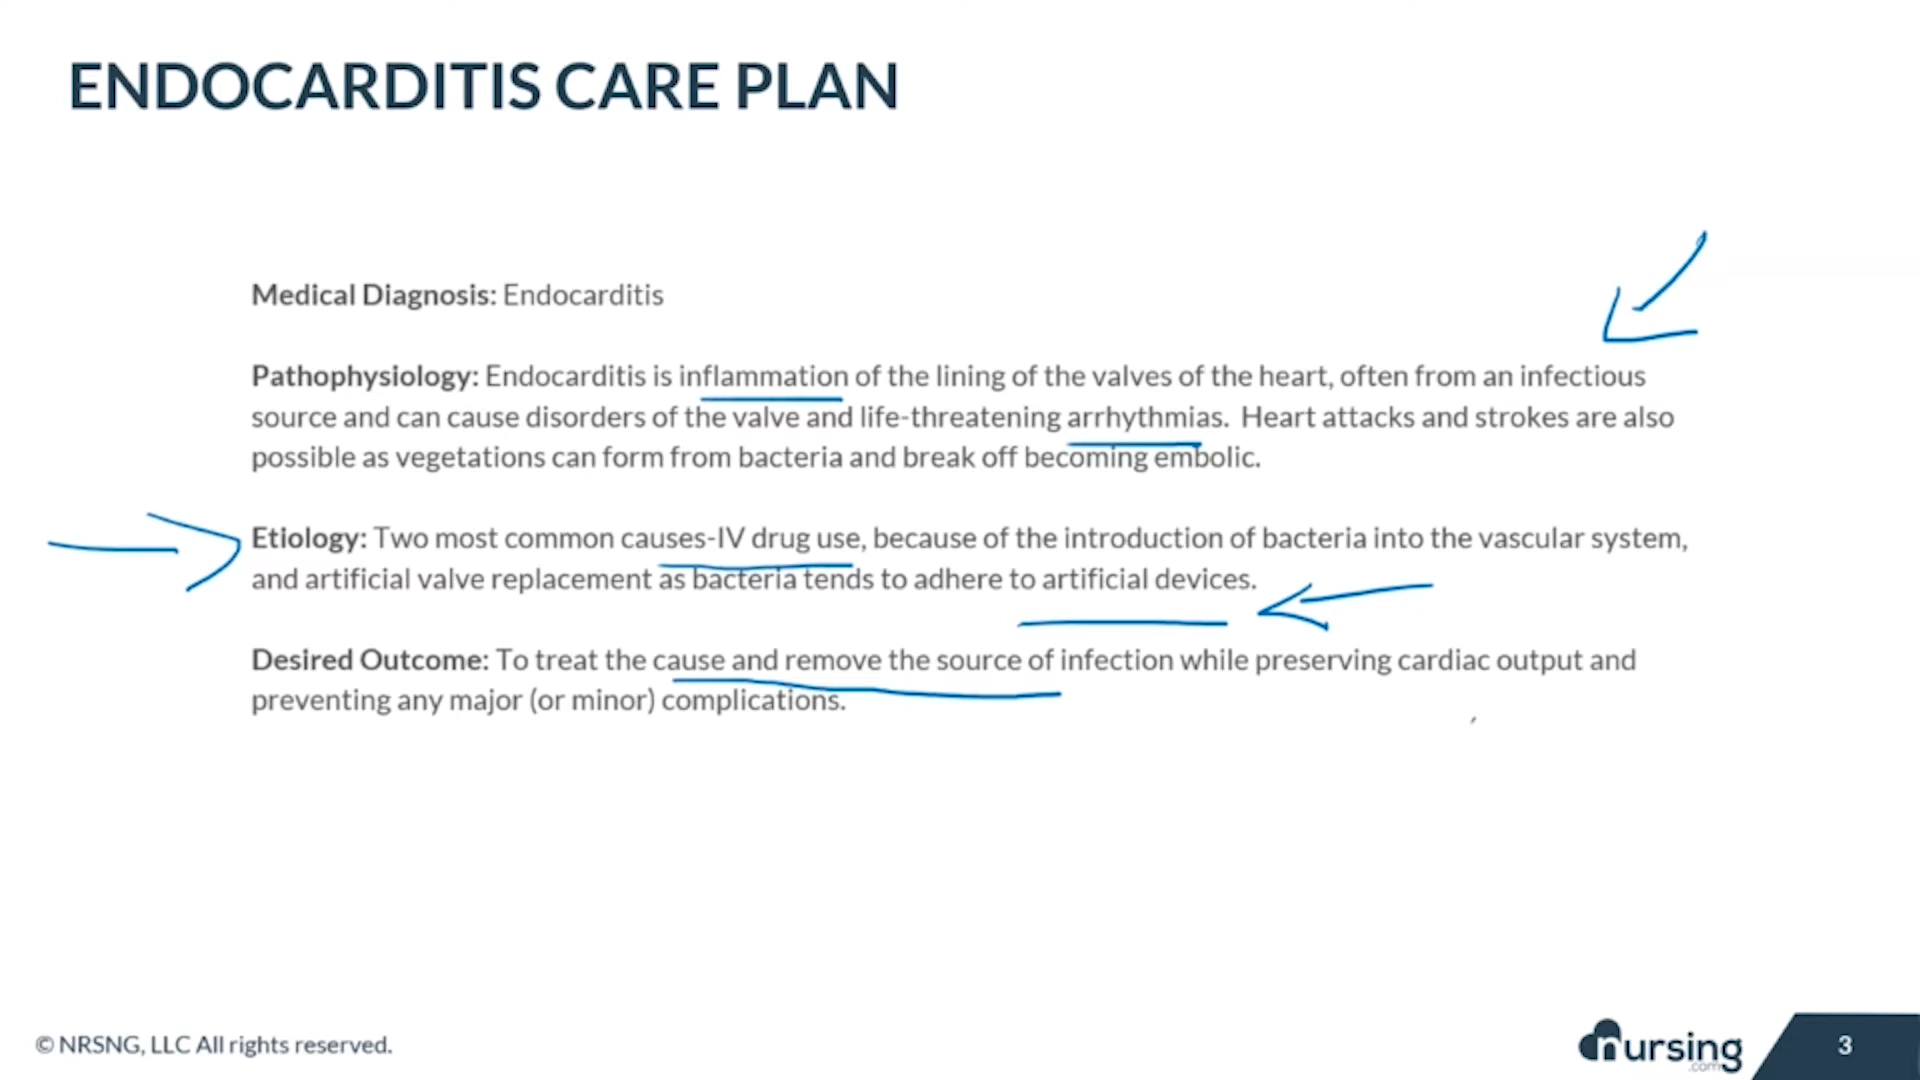 ENDOCARDITIS CARE PLAN
Medical Diagnosis: Endocarditis
Pathophysiology: Endocarditis is inflammation of the lining of the valves of the heart, often from an infectious
source and can cause disorders of the valve and life-threatening arrhythmias. Heart attacks and strokes are also
possible as vegetations can form from bacteria and break off becoming embolic.
Etiology: Two most common causes-IV drug use, because of the introduction of bacteria into the vascular system,
and artificial valve replacement as bacteria tends to adhere to artificial devices.
Desired Outcome: To treat the cause and remove the source of infection while preserving cardiac output and
preventing any major (or minor) complications.
© NRSNG, LLC All rights reserved.
nursing
.com
3